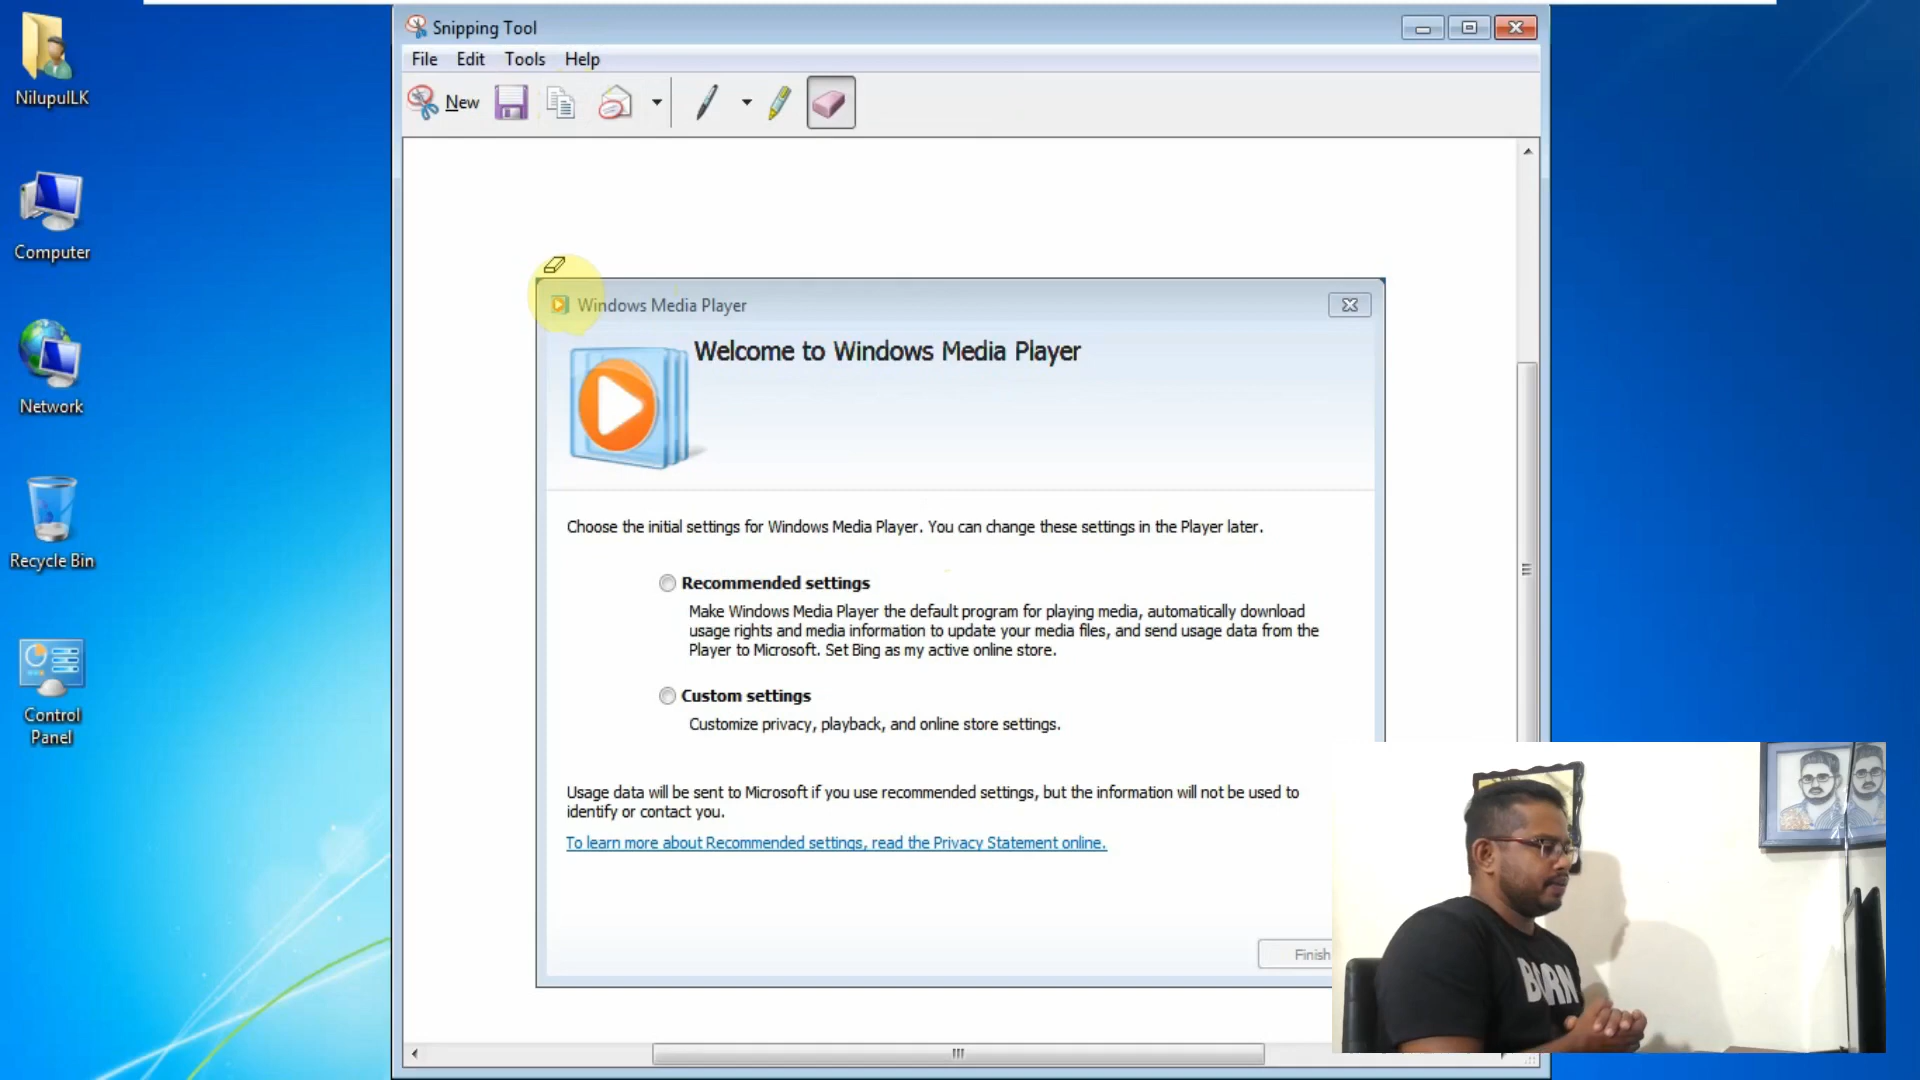 Snipping Tool
File Edit Tools Help
New
NilupulLK
Computer
Network
Recycle Bin
Control
Panel
Windows Media Player
Welcome to Windows Media Player
Choose the initial settings for Windows Media Player. You can change these settings in the Player later.
Recommended settings
Make Windows Media Player the default program for playing media, automatically download
usage rights and media information to update your media files, and send usage data from the
Player to Microsoft. Set Bing as my active online store.
Custom settings
Customize privacy, playback, and online store settings.
Usage data will be sent to Microsoft if you use recommended settings, but the information will not be used to
identify or contact you.
To learn more about Recommended settings, read the Privacy Statement online.
Finish